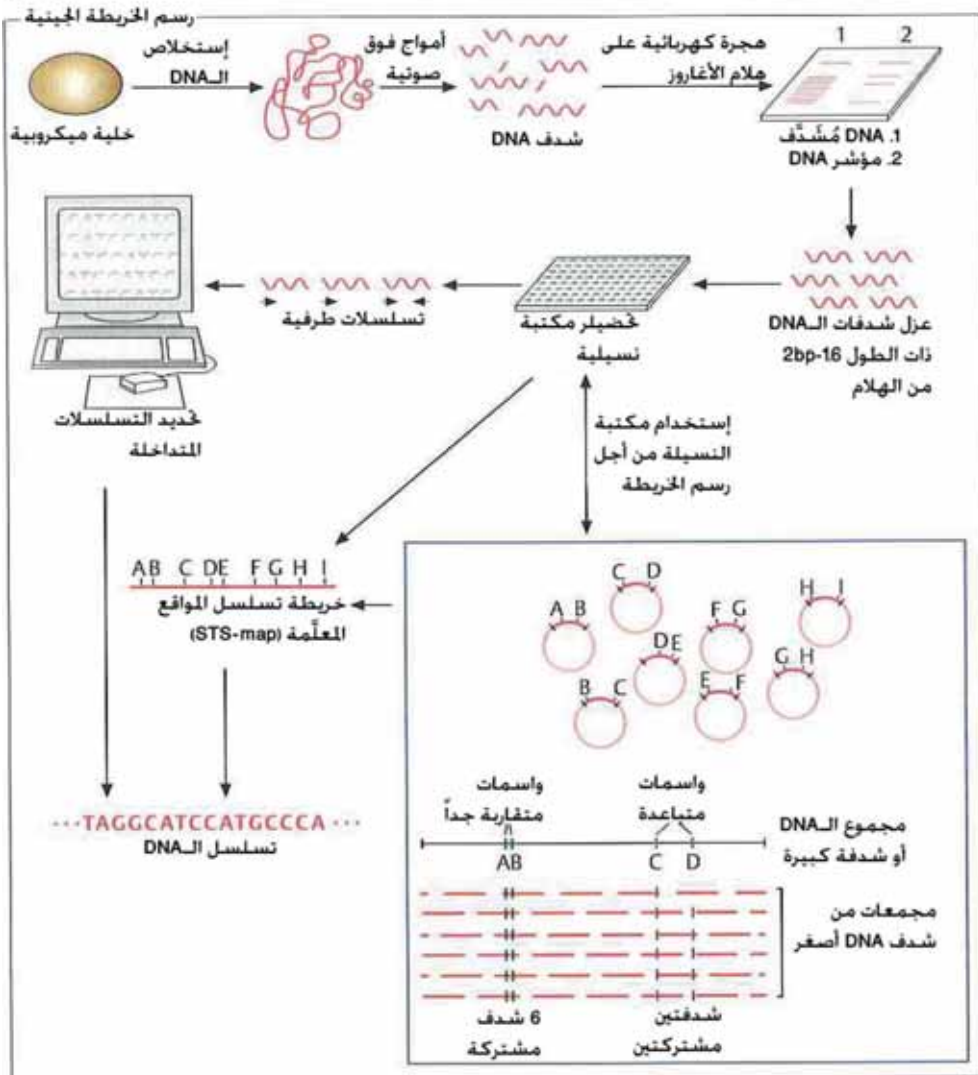 رسم الخريطة الجينية
خلية ميكروبية
إستخلاص
الـDNA
أمواج فوق
صوتية
شدف DNA
هجرة كهربائية على
هلام الأغاروز
1 2
1. DNA مُشَدَّف
2. مؤشر DNA
عزل شدفات الـDNA
ذات الطول 1.6-2bp
من الهلام
تحضيلر مكتبة
نسيلية
تسلسلات طرفية
تحديد التسلسلات
المتداخلة
إستخدام مكتبة
النسيلة من أجل
رسم الخريطة
AB C DE F G H I
خريطة تسلسل المواقع
المعلَّمة (STS-map)
···TAGGCATCCATGCCCA···
تسلسل الـDNA
A B
C D
D E
F G
H I
B C
E F
G H
واسمات
متقاربة جداً
واسمات
متباعدة
مجموع الـDNA
أو شدفة كبيرة
AB C D
مجمعات من
شدف DNA أصغر
6 شدف
مشتركة
شدفتين
مشتركتين